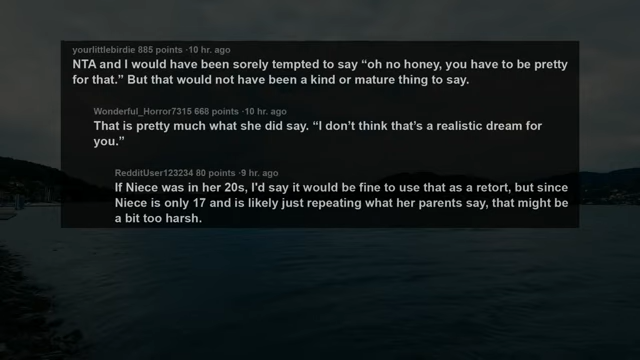 yourlittlebirdie 885 points ·10 hr. ago
NTA and I would have been sorely tempted to say “oh no honey, you have to be pretty
for that.” But that would not have been a kind or mature thing to say.
Wonderful_Horror7315 668 points ·10 hr. ago
That is pretty much what she did say. “I don’t think that’s a realistic dream for
you.”
RedditUser123234 80 points ·9 hr. ago
If Niece was in her 20s, I'd say it would be fine to use that as a retort, but since
Niece is only 17 and is likely just repeating what her parents say, that might be
a bit too harsh.